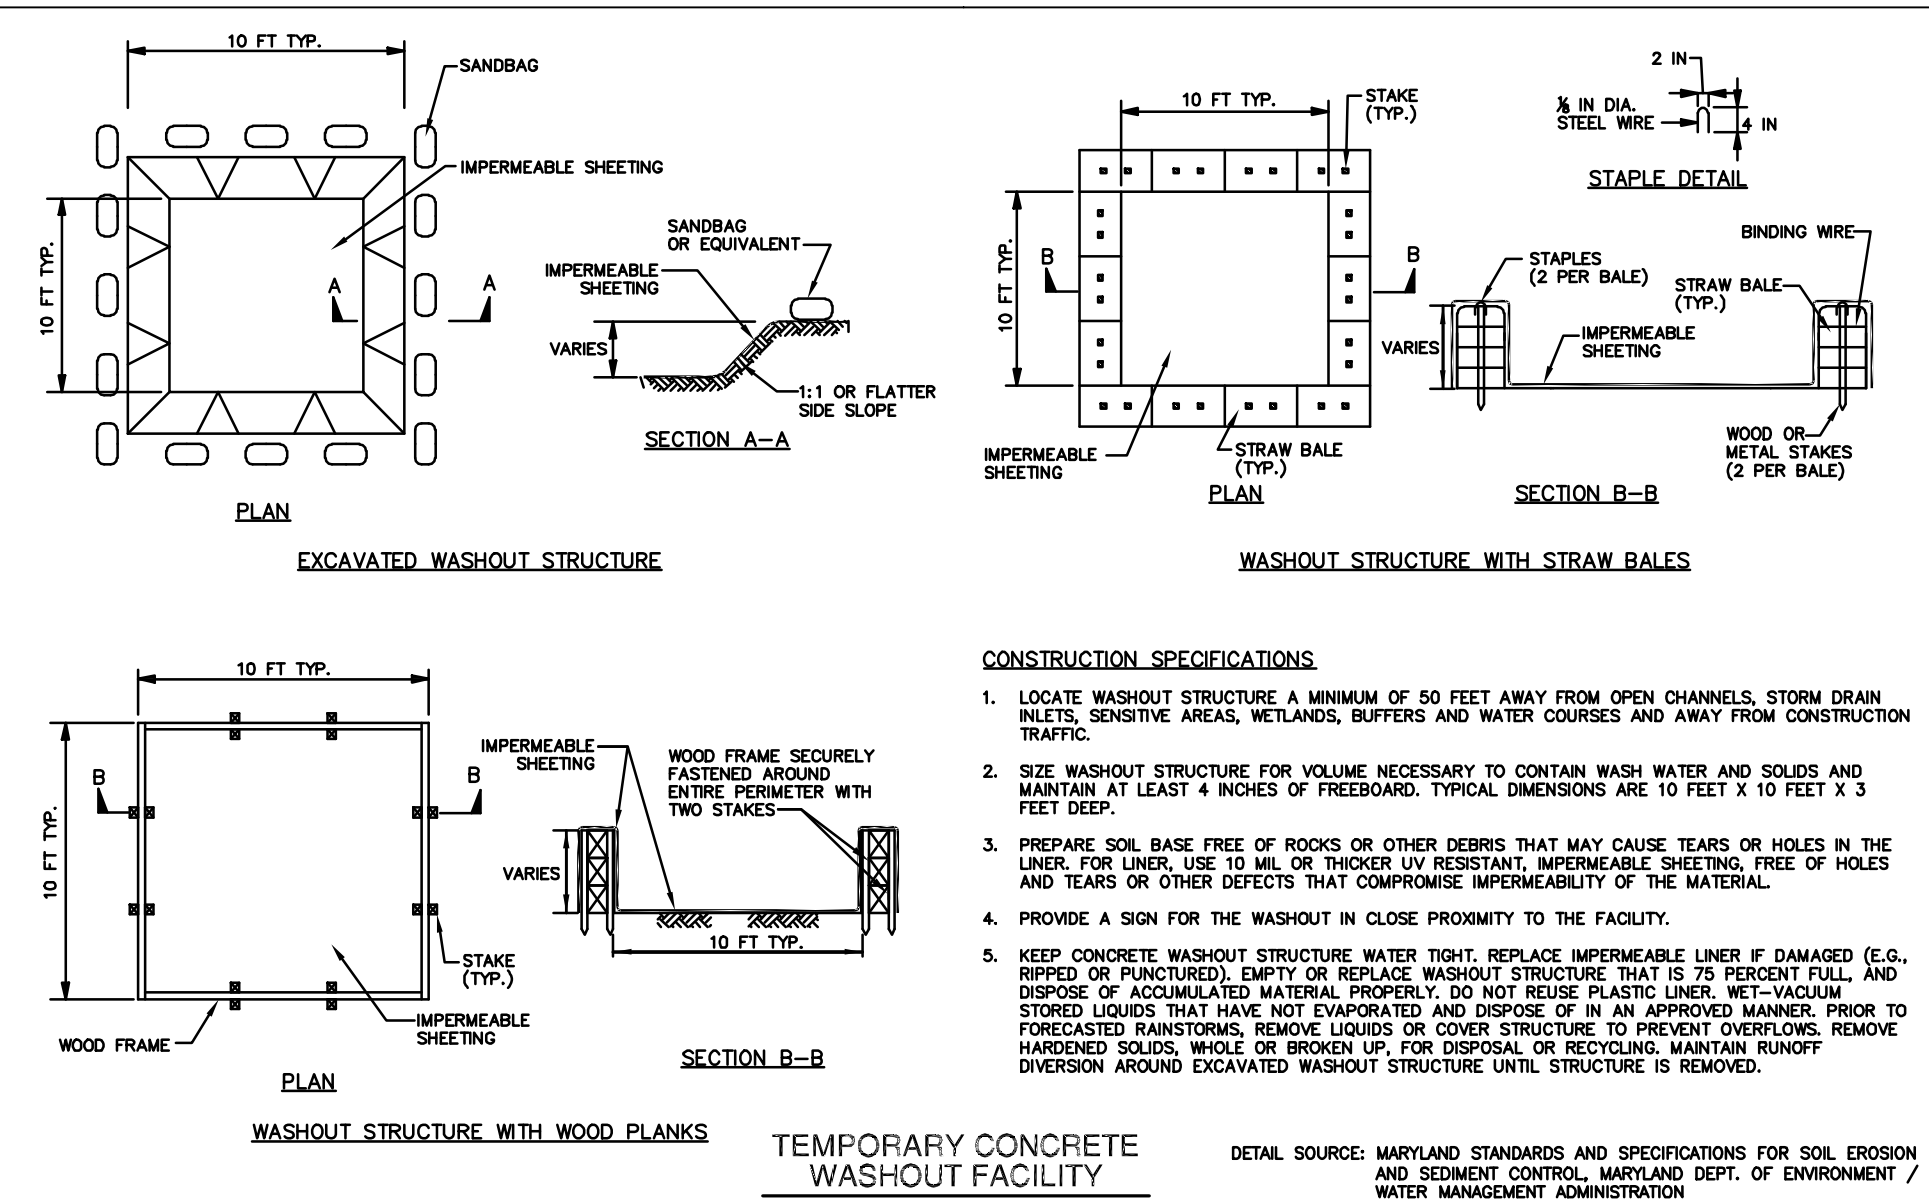 10 FT TYP.
SANDBAG
IMPERMEABLE SHEETING
10 FT TYP.
A
A
PLAN
SANDBAG
OR EQUIVALENT
IMPERMEABLE
SHEETING
VARIES
1:1 OR FLATTER
SIDE SLOPE
SECTION A-A
EXCAVATED WASHOUT STRUCTURE
10 FT TYP.
STAKE
(TYP.)
10 FT TYP.
B
B
IMPERMEABLE
SHEETING
STRAW BALE
(TYP.)
PLAN
2 IN
⅛ IN DIA.
STEEL WIRE
4 IN
STAPLE DETAIL
BINDING WIRE
STAPLES
(2 PER BALE)
STRAW BALE
(TYP.)
IMPERMEABLE
SHEETING
VARIES
WOOD OR
METAL STAKES
(2 PER BALE)
SECTION B-B
WASHOUT STRUCTURE WITH STRAW BALES
10 FT TYP.
10 FT TYP.
B
B
STAKE
(TYP.)
IMPERMEABLE
SHEETING
WOOD FRAME
PLAN
IMPERMEABLE
SHEETING
WOOD FRAME SECURELY
FASTENED AROUND
ENTIRE PERIMETER WITH
TWO STAKES
VARIES
10 FT TYP.
SECTION B-B
WASHOUT STRUCTURE WITH WOOD PLANKS
CONSTRUCTION SPECIFICATIONS
1. LOCATE WASHOUT STRUCTURE A MINIMUM OF 50 FEET AWAY FROM OPEN CHANNELS, STORM DRAIN
INLETS, SENSITIVE AREAS, WETLANDS, BUFFERS AND WATER COURSES AND AWAY FROM CONSTRUCTION
TRAFFIC.
2. SIZE WASHOUT STRUCTURE FOR VOLUME NECESSARY TO CONTAIN WASH WATER AND SOLIDS AND
MAINTAIN AT LEAST 4 INCHES OF FREEBOARD. TYPICAL DIMENSIONS ARE 10 FEET X 10 FEET X 3
FEET DEEP.
3. PREPARE SOIL BASE FREE OF ROCKS OR OTHER DEBRIS THAT MAY CAUSE TEARS OR HOLES IN THE
LINER. FOR LINER, USE 10 MIL OR THICKER UV RESISTANT, IMPERMEABLE SHEETING, FREE OF HOLES
AND TEARS OR OTHER DEFECTS THAT COMPROMISE IMPERMEABILITY OF THE MATERIAL.
4. PROVIDE A SIGN FOR THE WASHOUT IN CLOSE PROXIMITY TO THE FACILITY.
5. KEEP CONCRETE WASHOUT STRUCTURE WATER TIGHT. REPLACE IMPERMEABLE LINER IF DAMAGED (E.G.,
RIPPED OR PUNCTURED). EMPTY OR REPLACE WASHOUT STRUCTURE THAT IS 75 PERCENT FULL, AND
DISPOSE OF ACCUMULATED MATERIAL PROPERLY. DO NOT REUSE PLASTIC LINER. WET-VACUUM
STORED LIQUIDS THAT HAVE NOT EVAPORATED AND DISPOSE OF IN AN APPROVED MANNER. PRIOR TO
FORECASTED RAINSTORMS, REMOVE LIQUIDS OR COVER STRUCTURE TO PREVENT OVERFLOWS. REMOVE
HARDENED SOLIDS, WHOLE OR BROKEN UP, FOR DISPOSAL OR RECYCLING. MAINTAIN RUNOFF
DIVERSION AROUND EXCAVATED WASHOUT STRUCTURE UNTIL STRUCTURE IS REMOVED.
TEMPORARY CONCRETE
WASHOUT FACILITY
DETAIL SOURCE: MARYLAND STANDARDS AND SPECIFICATIONS FOR SOIL EROSION
AND SEDIMENT CONTROL, MARYLAND DEPT. OF ENVIRONMENT /
WATER MANAGEMENT ADMINISTRATION